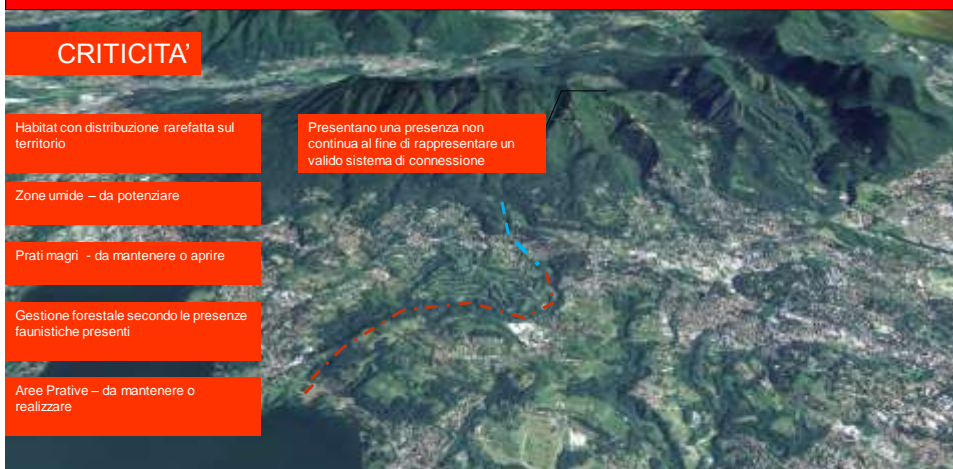 CRITICITA’
Habitat con distribuzione rarefatta sul
territorio
Presentano una presenza non
continua al fine di rappresentare un
valido sistema di connessione
Zone umide – da potenziare
Prati magri - da mantenere o aprire
Gestione forestale secondo le presenze
faunistiche presenti
Aree Prative – da mantenere o
realizzare